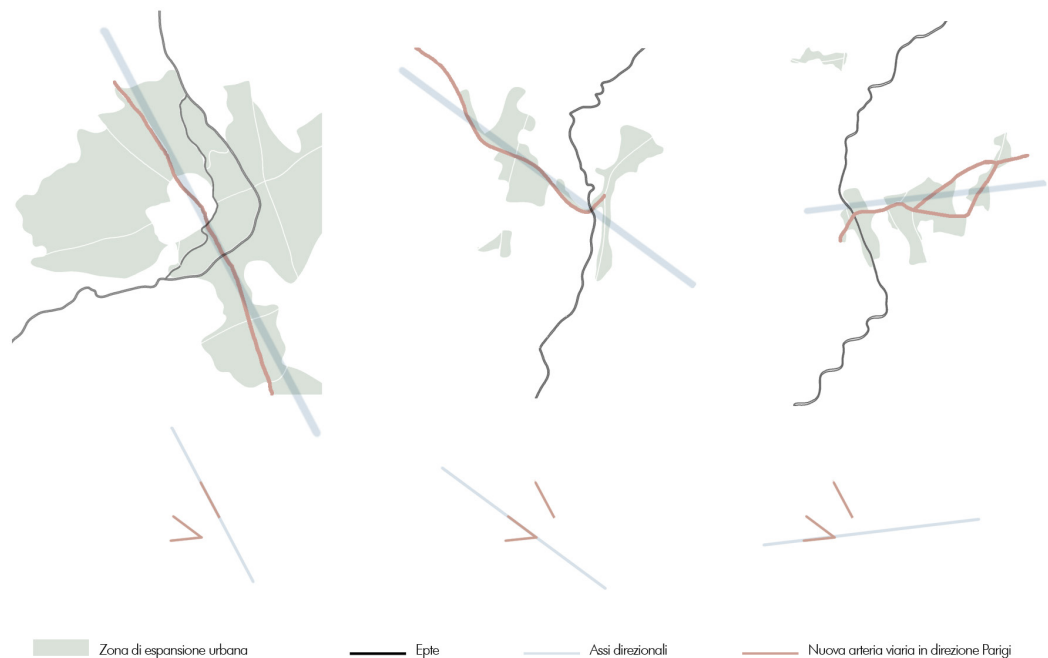 Zona di espansione urbana
Epte
Assi direzionali
Nuova arteria viaria in direzione Parigi